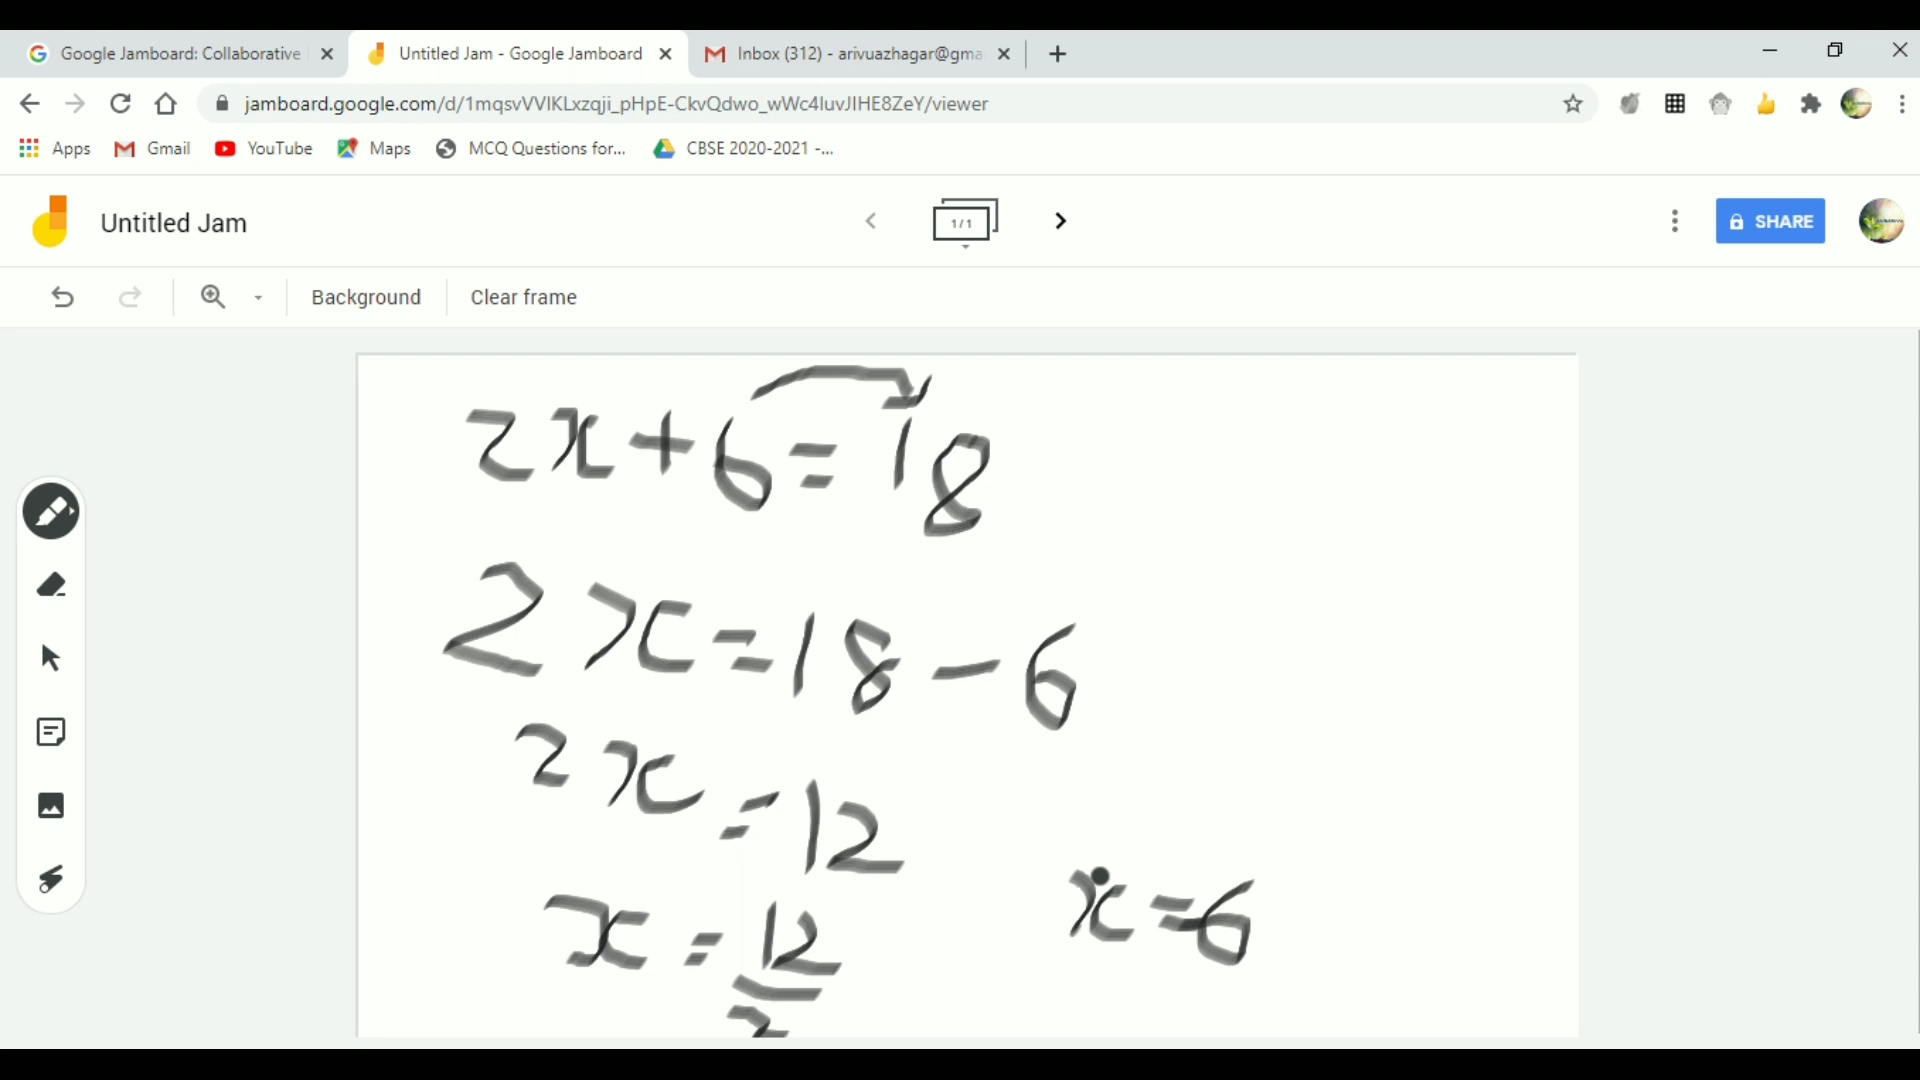 Google Jamboard: Collaborative
Untitled Jam - Google Jamboard
Inbox (312) - arivuazhagar@gma
jamboard.google.com/d/1mqsvVVIKLxzqji_pHpE-CkvQdwo_wWc4IuvJIHE8ZeY/viewer
Apps Gmail YouTube Maps MCQ Questions for... CBSE 2020-2021 -...
Untitled Jam 1/1 SHARE
Background Clear frame
2x+6=18
2x=18-6
2x=12
x=12/2 x=6